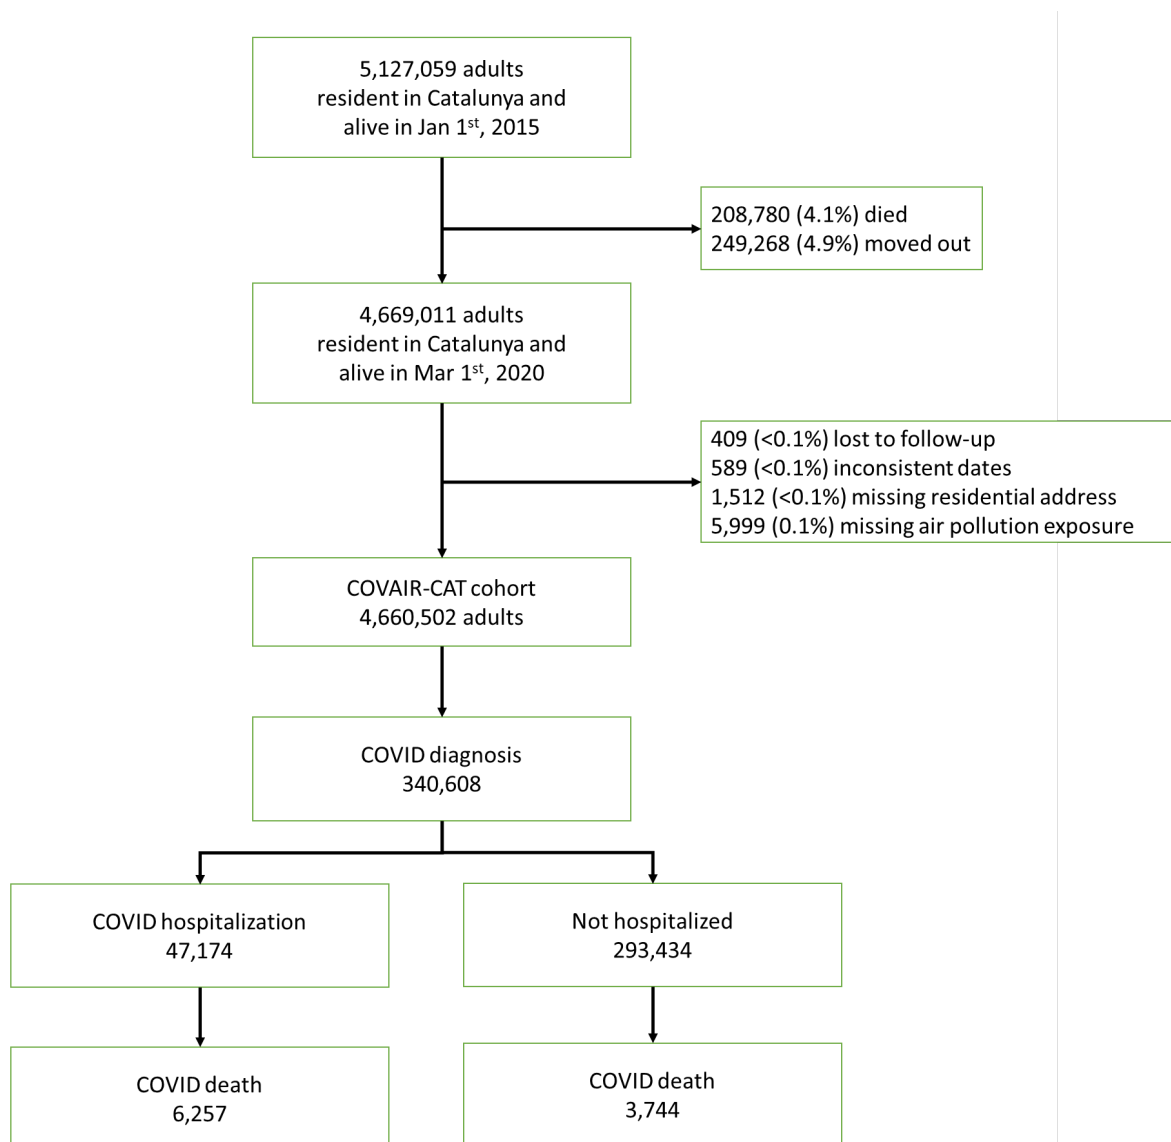 5,127,059 adults
resident in Catalunya and
alive in Jan 1st, 2015
208,780 (4.1%) died
249,268 (4.9%) moved out
4,669,011 adults
resident in Catalunya and
alive in Mar 1st, 2020
409 (<0.1%) lost to follow-up
589 (<0.1%) inconsistent dates
1,512 (<0.1%) missing residential address
5,999 (0.1%) missing air pollution exposure
COVAIR-CAT cohort
4,660,502 adults
COVID diagnosis
340,608
COVID hospitalization
47,174
Not hospitalized
293,434
COVID death
6,257
COVID death
3,744